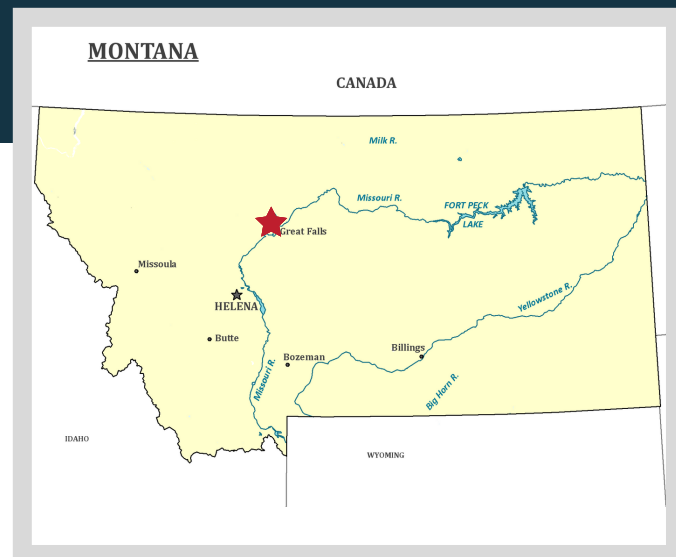 MONTANA
CANADA
Milk R.
Missouri R.
FORT PECK
LAKE
Great Falls
Missoula
HELENA
Yellowstone R.
Butte
Billings
Bozeman
Missouri R.
Big Horn R.
IDAHO
WYOMING